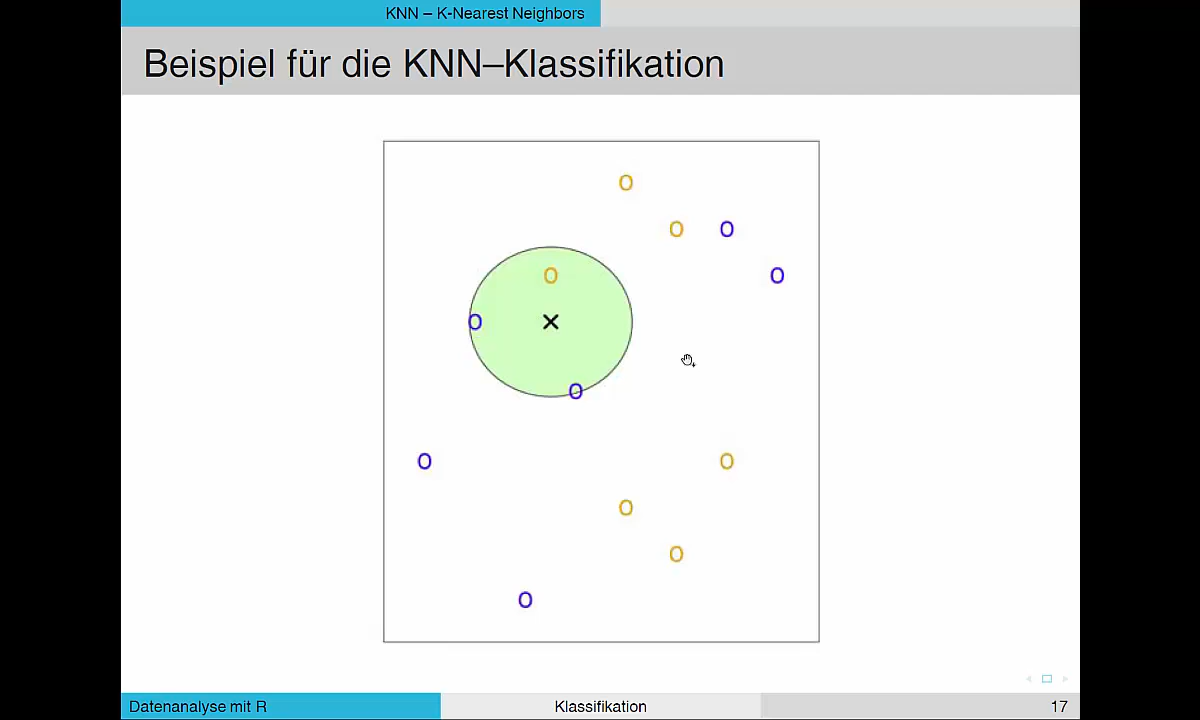 KNN – K-Nearest Neighbors
Beispiel für die KNN–Klassifikation
o
o o
o o
o ×
o
o o
o
o
o
Datenanalyse mit R Klassifikation 17